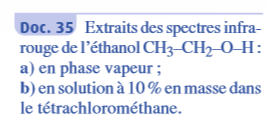 Doc. 35 Extraits des spectres infra-
rouge de l'éthanol CH3–CH2–O–H :
a) en phase vapeur ;
b) en solution à 10 % en masse dans
le tétrachlorométhane.